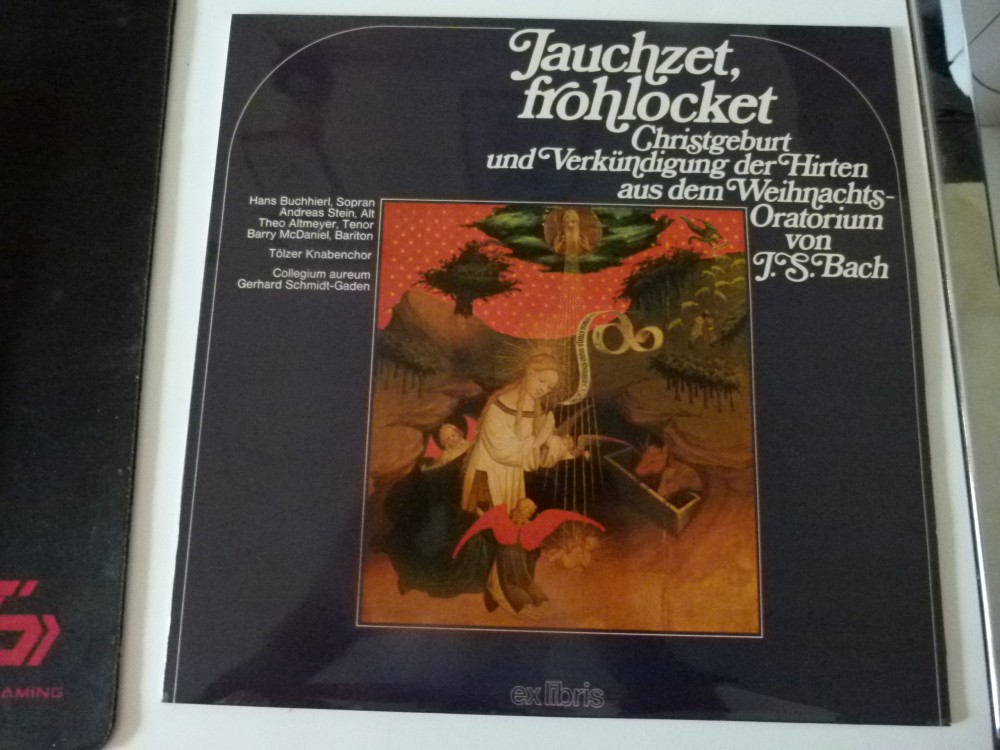 Jauchzet,
frohlocket
Christgeburt
und Verkündigung der Hirten
aus dem Weihnachts-
Oratorium
von
J.S.Bach
Hans Buchhierl, Sopran
Andreas Stein, Alt
Theo Altmeyer, Tenor
Barry McDaniel, Bariton
Tölzer Knabenchor
Collegium aureum
Gerhard Schmidt-Gaden
ex libris
AMING